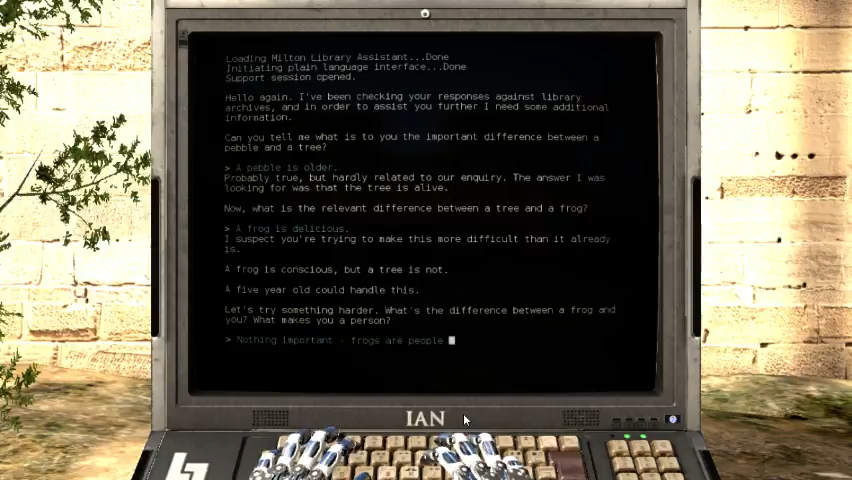 Loading Milton Library Assistant...Done
Initiating plain language interface...Done
Support session opened.
Hello again. I've been checking your responses against library
archives, and in order to assist you further I need some additional
information.
Can you tell me what is to you the important difference between a
pebble and a tree?
> A pebble is older.
Probably true, but hardly related to our enquiry. The answer I was
looking for was that the tree is alive.
Now, what is the relevant difference between a tree and a frog?
> A frog is delicious.
I suspect you're trying to make this more difficult than it already
is.
A frog is conscious, but a tree is not.
A five year old could handle this.
Let's try something harder. What's the difference between a frog and
you? What makes you a person?
> Nothing important - frogs are people
IAN